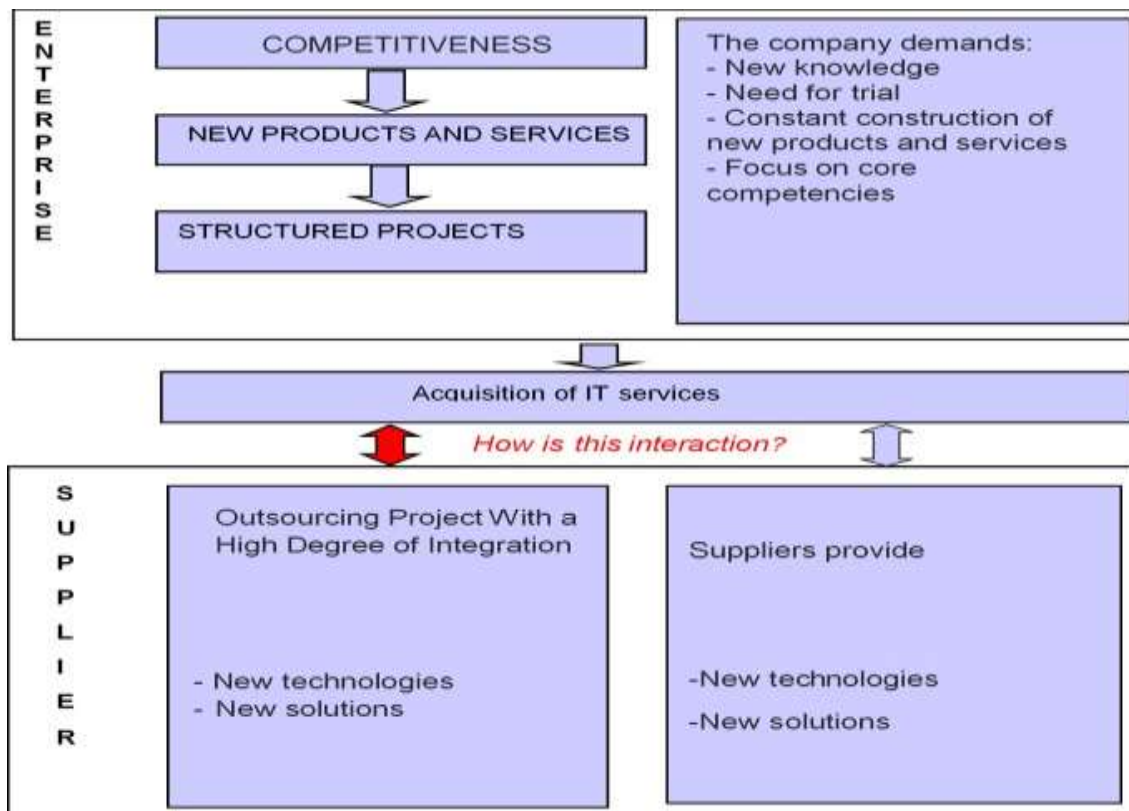 ENTERPRISE
COMPETITIVENESS
NEW PRODUCTS AND SERVICES
STRUCTURED PROJECTS
The company demands:
- New knowledge
- Need for trial
- Constant construction of
new products and services
- Focus on core
competencies
Acquisition of IT services
How is this interaction?
SUPPLIER
Outsourcing Project With a
High Degree of Integration
- New technologies
- New solutions
Suppliers provide
-New technologies
-New solutions